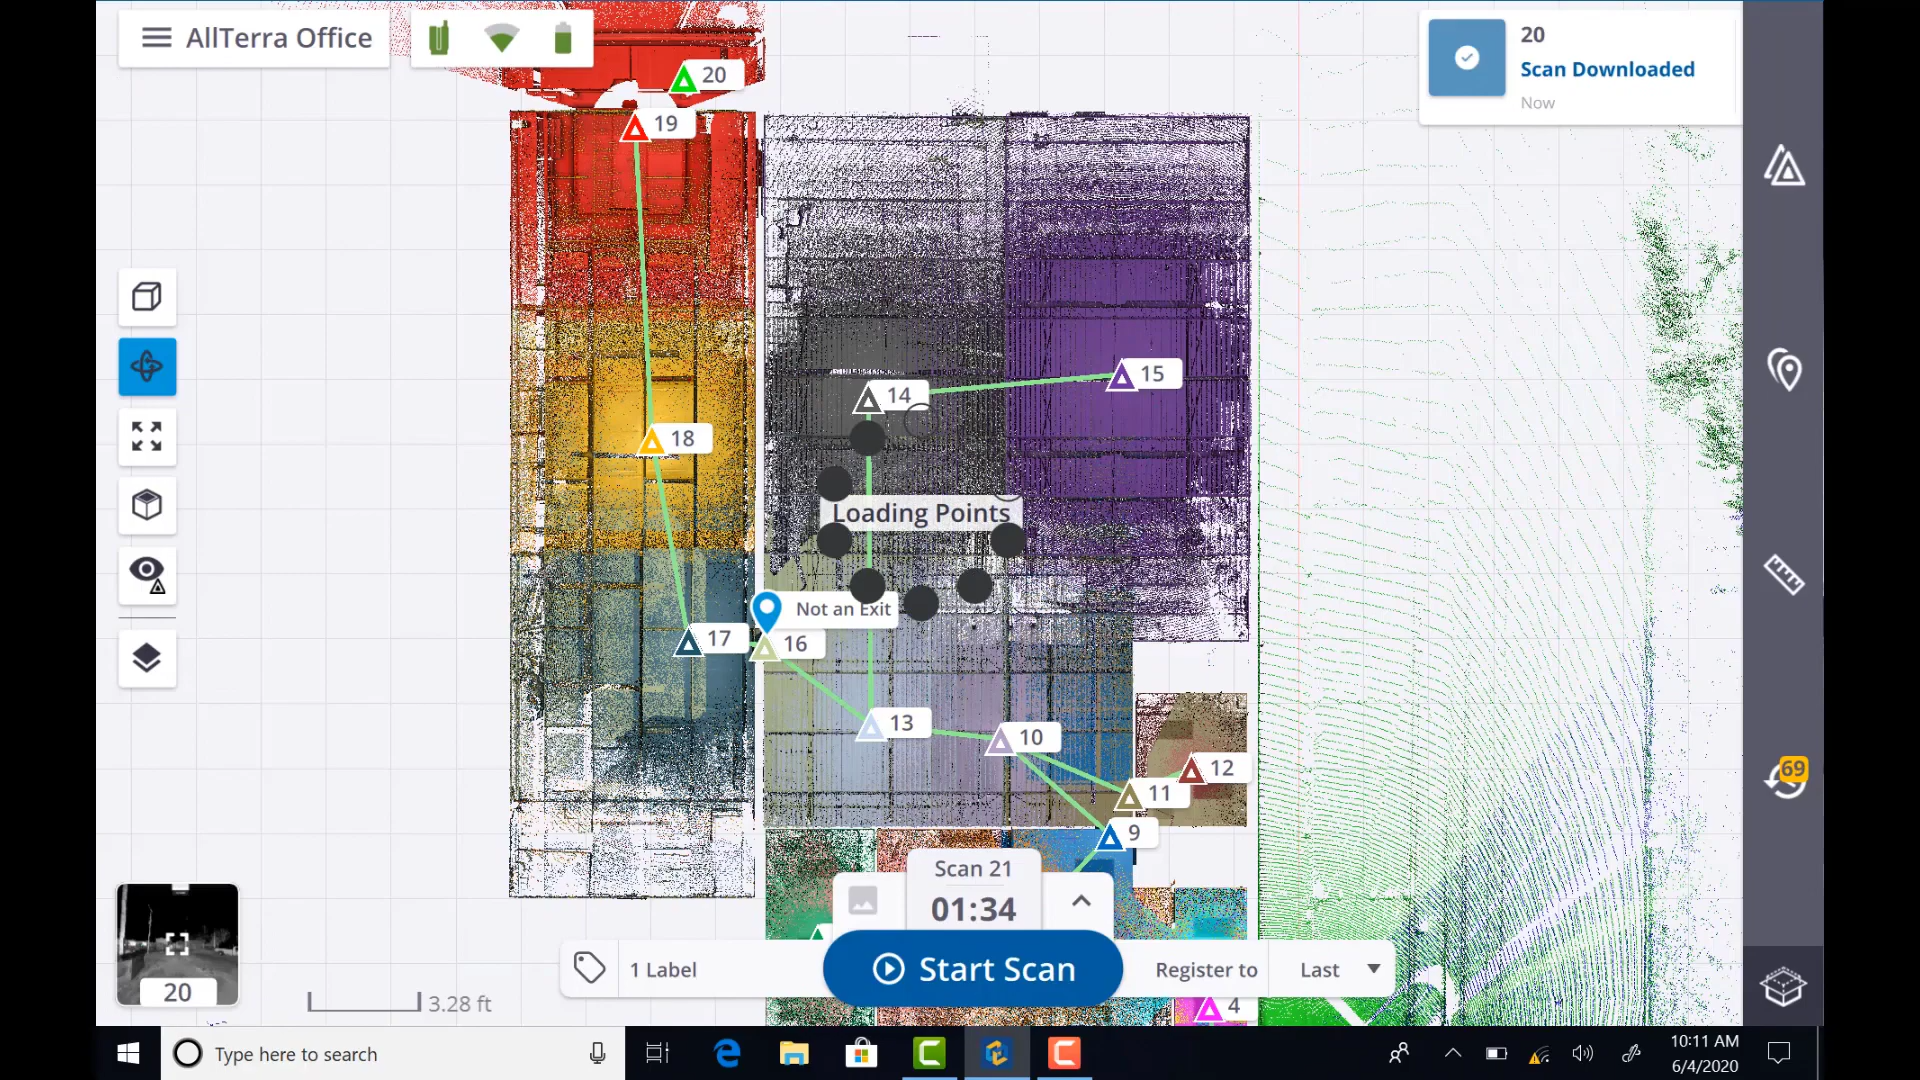 AllTerra Office
20
Scan Downloaded
Now
20
19
15
14
18
Loading Points
Not an Exit
17
16
13
10
12
11
9
Scan 21
01:34
1 Label
Start Scan
Register to
Last
20
3.28 ft
4
69
Type here to search
10:11 AM
6/4/2020